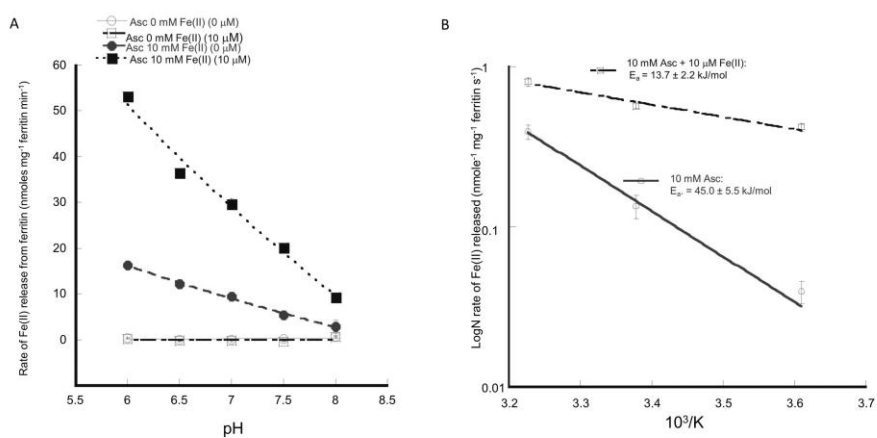 A
Asc 0 mM Fe(II) (0 μM)
Asc 0 mM Fe(II) (10 μM)
Asc 10 mM Fe(II) (0 μM)
Asc 10 mM Fe(II) (10 μM)
Rate of Fe(II) release from ferritin (nmoles mg⁻¹ ferritin min⁻¹)
60
50
40
30
20
10
0
5.5 6 6.5 7 7.5 8 8.5
pH
B
LogN rate of Fe(II) released (nmole⁻¹ mg⁻¹ ferritin s⁻¹)
1
0.1
0.01
10 mM Asc + 10 μM Fe(II):
Eₐ = 13.7 ± 2.2 kJ/mol
10 mM Asc:
Eₐ⁻ = 45.0 ± 5.5 kJ/mol
3.2 3.3 3.4 3.5 3.6 3.7
10³/K